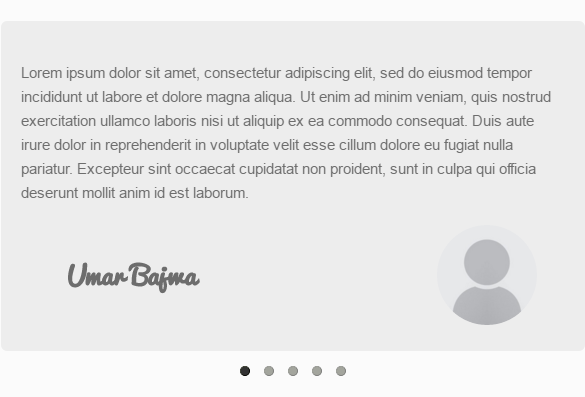 Lorem ipsum dolor sit amet, consectetur adipiscing elit, sed do eiusmod tempor
incididunt ut labore et dolore magna aliqua. Ut enim ad minim veniam, quis nostrud
exercitation ullamco laboris nisi ut aliquip ex ea commodo consequat. Duis aute
irure dolor in reprehenderit in voluptate velit esse cillum dolore eu fugiat nulla
pariatur. Excepteur sint occaecat cupidatat non proident, sunt in culpa qui officia
deserunt mollit anim id est laborum.
Umar Bajwa